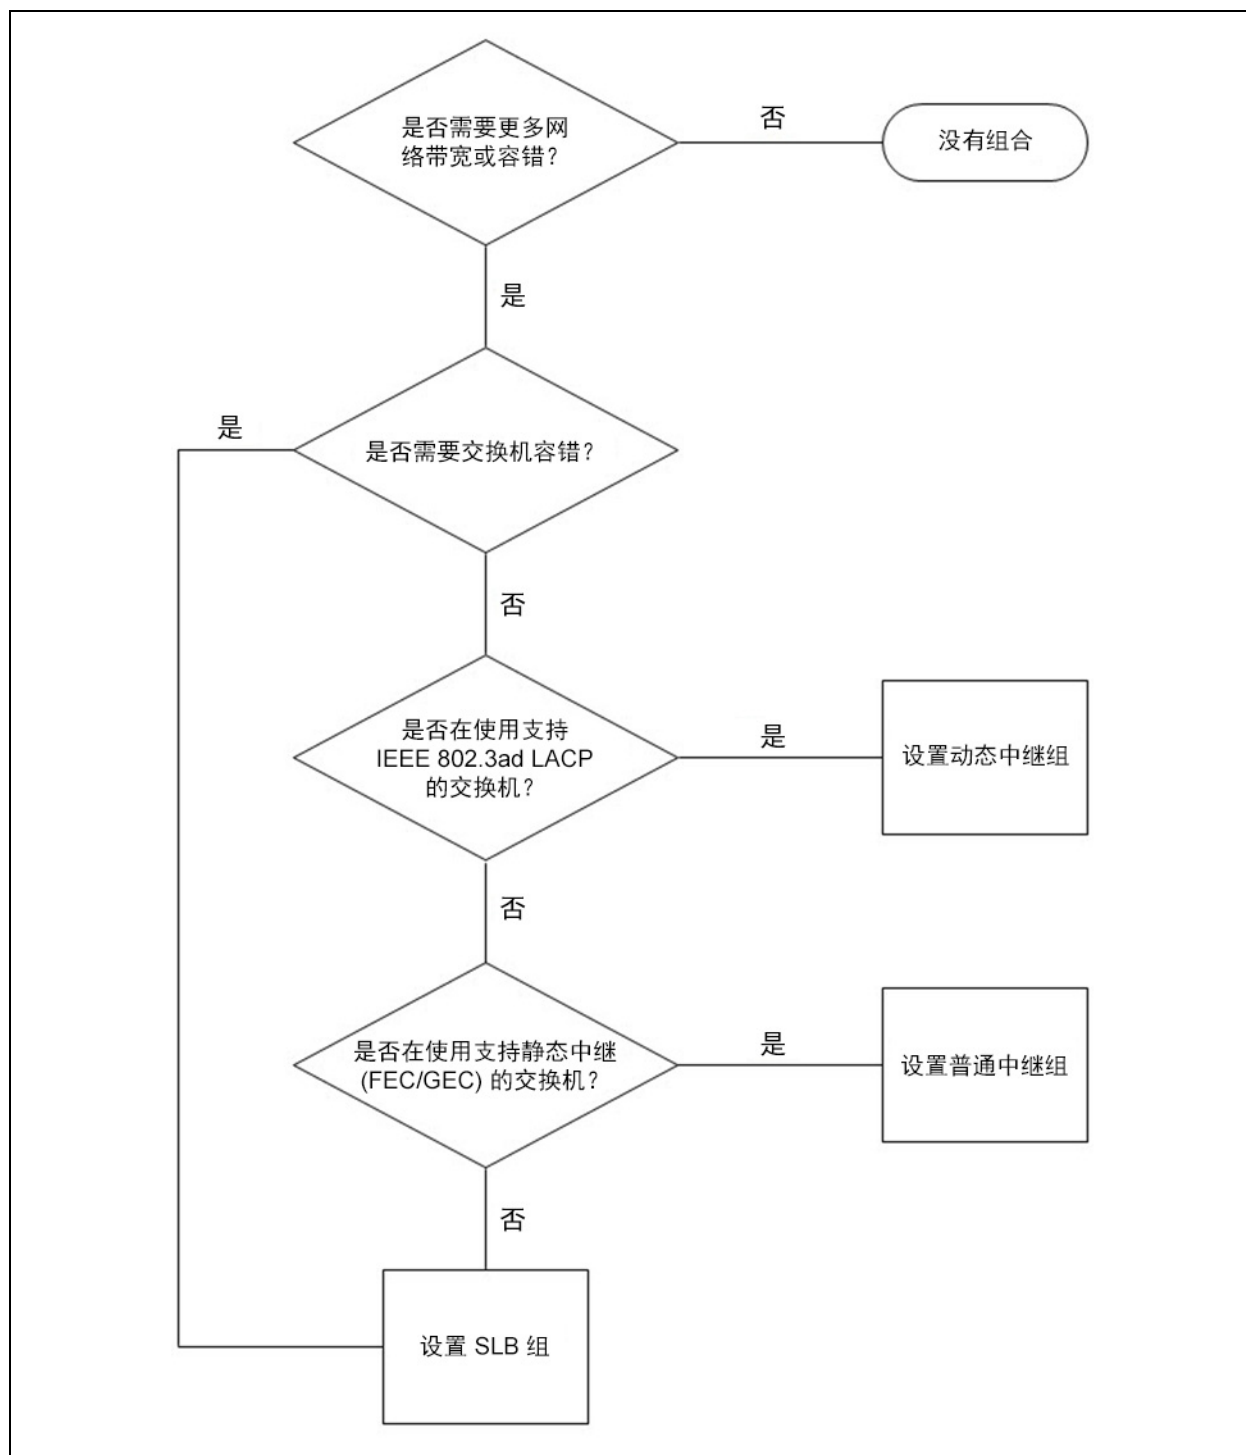 是否需要更多网
络带宽或容错?
否
没有组合
是
是
是否需要交换机容错?
否
是否在使用支持
IEEE 802.3ad LACP
的交换机?
是
设置动态中继组
否
是否在使用支持静态中继
(FEC/GEC) 的交换机?
是
设置普通中继组
否
设置 SLB 组